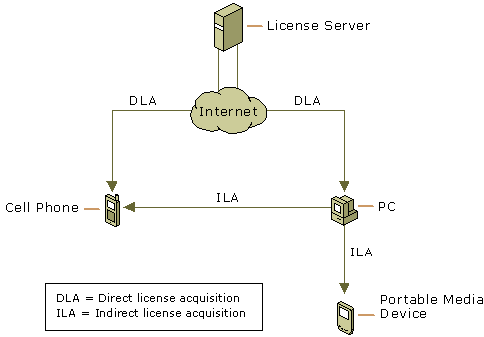 License Server
DLA
Internet
DLA
Cell Phone
ILA
PC
ILA
Portable Media
Device
DLA = Direct license acquisition
ILA = Indirect license acquisition